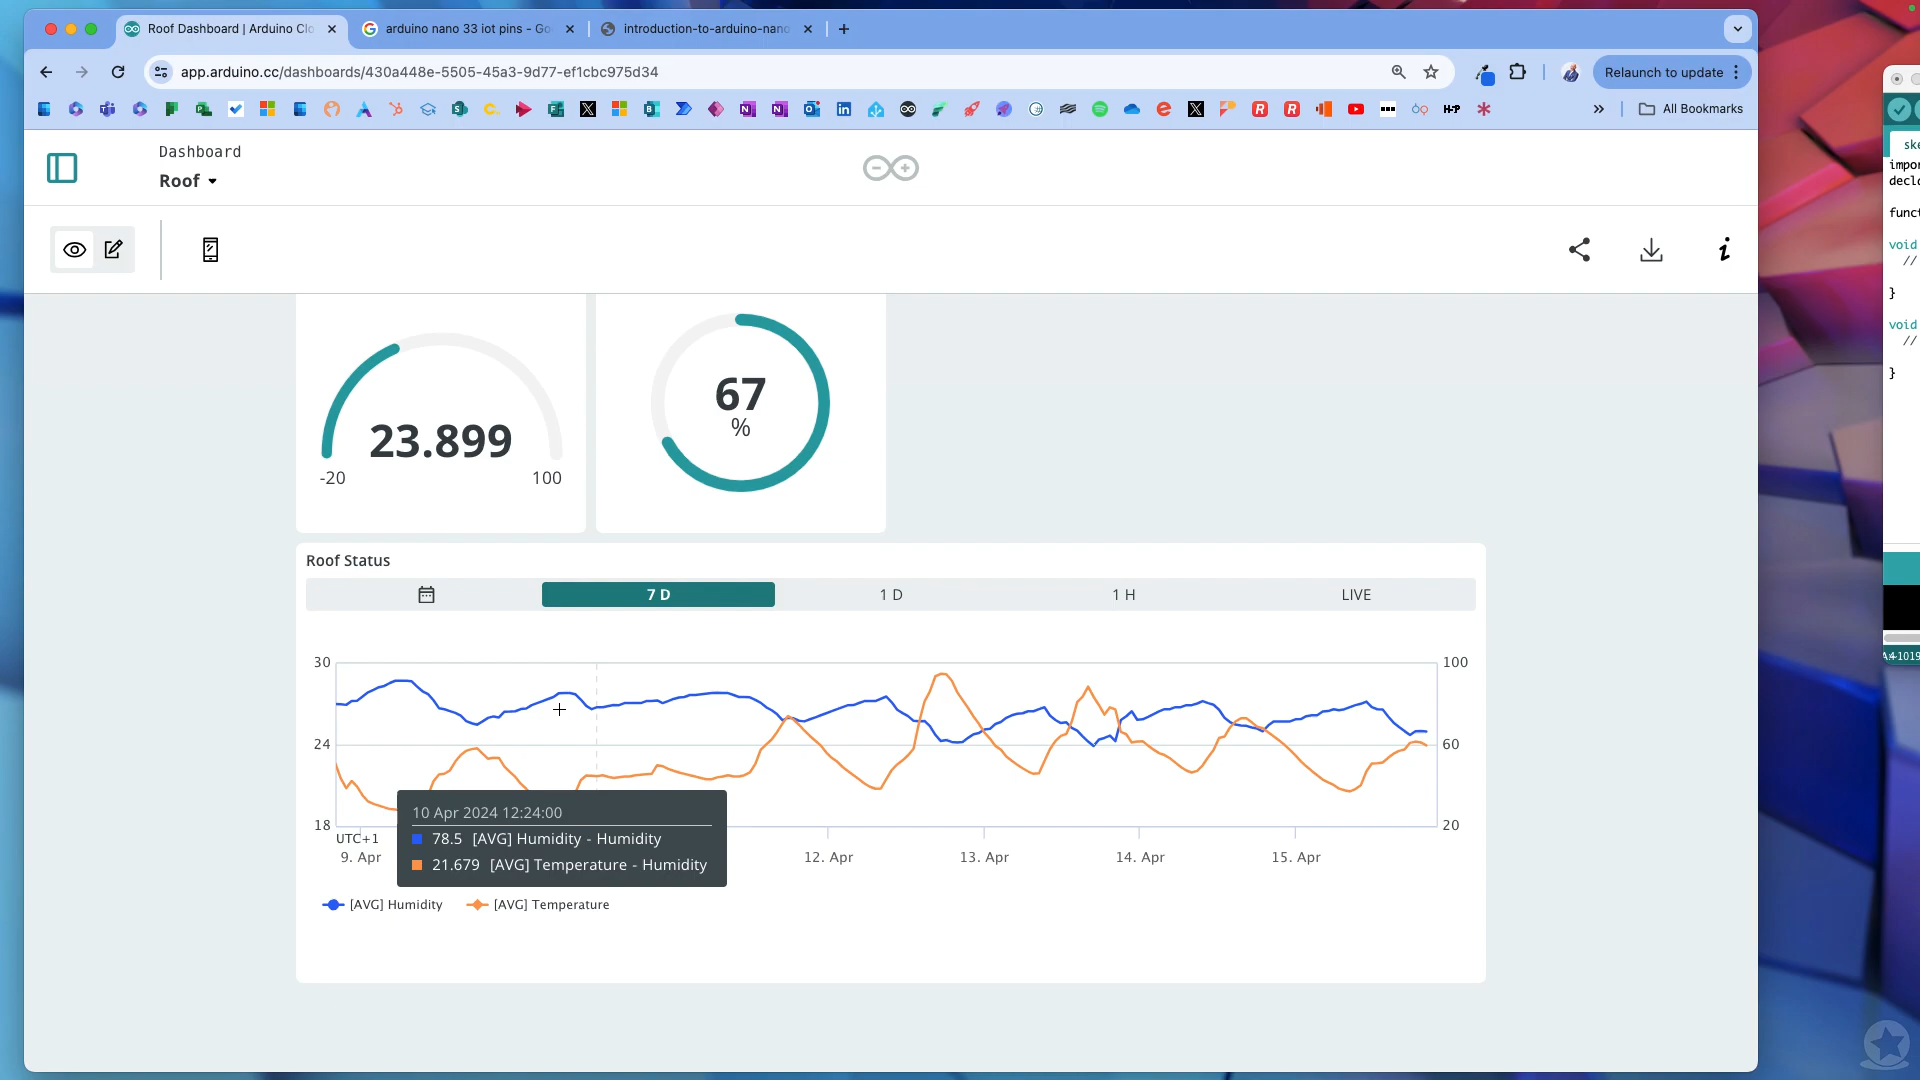 Roof Dashboard | Arduino Clo
arduino nano 33 iot pins - Go
introduction-to-arduino-nano
app.arduino.cc/dashboards/430a448e-5505-45a3-9d77-ef1cbc975d34
Relaunch to update
All Bookmarks
Dashboard
Roof
23.899
-20
100
67
%
Roof Status
7 D
1 D
1 H
LIVE
30
24
18
100
60
20
UTC+1
9. Apr
12. Apr
13. Apr
14. Apr
15. Apr
10 Apr 2024 12:24:00
78.5 [AVG] Humidity - Humidity
21.679 [AVG] Temperature - Humidity
[AVG] Humidity
[AVG] Temperature
ske
impor
decla
funct
void
//
}
void
//
}